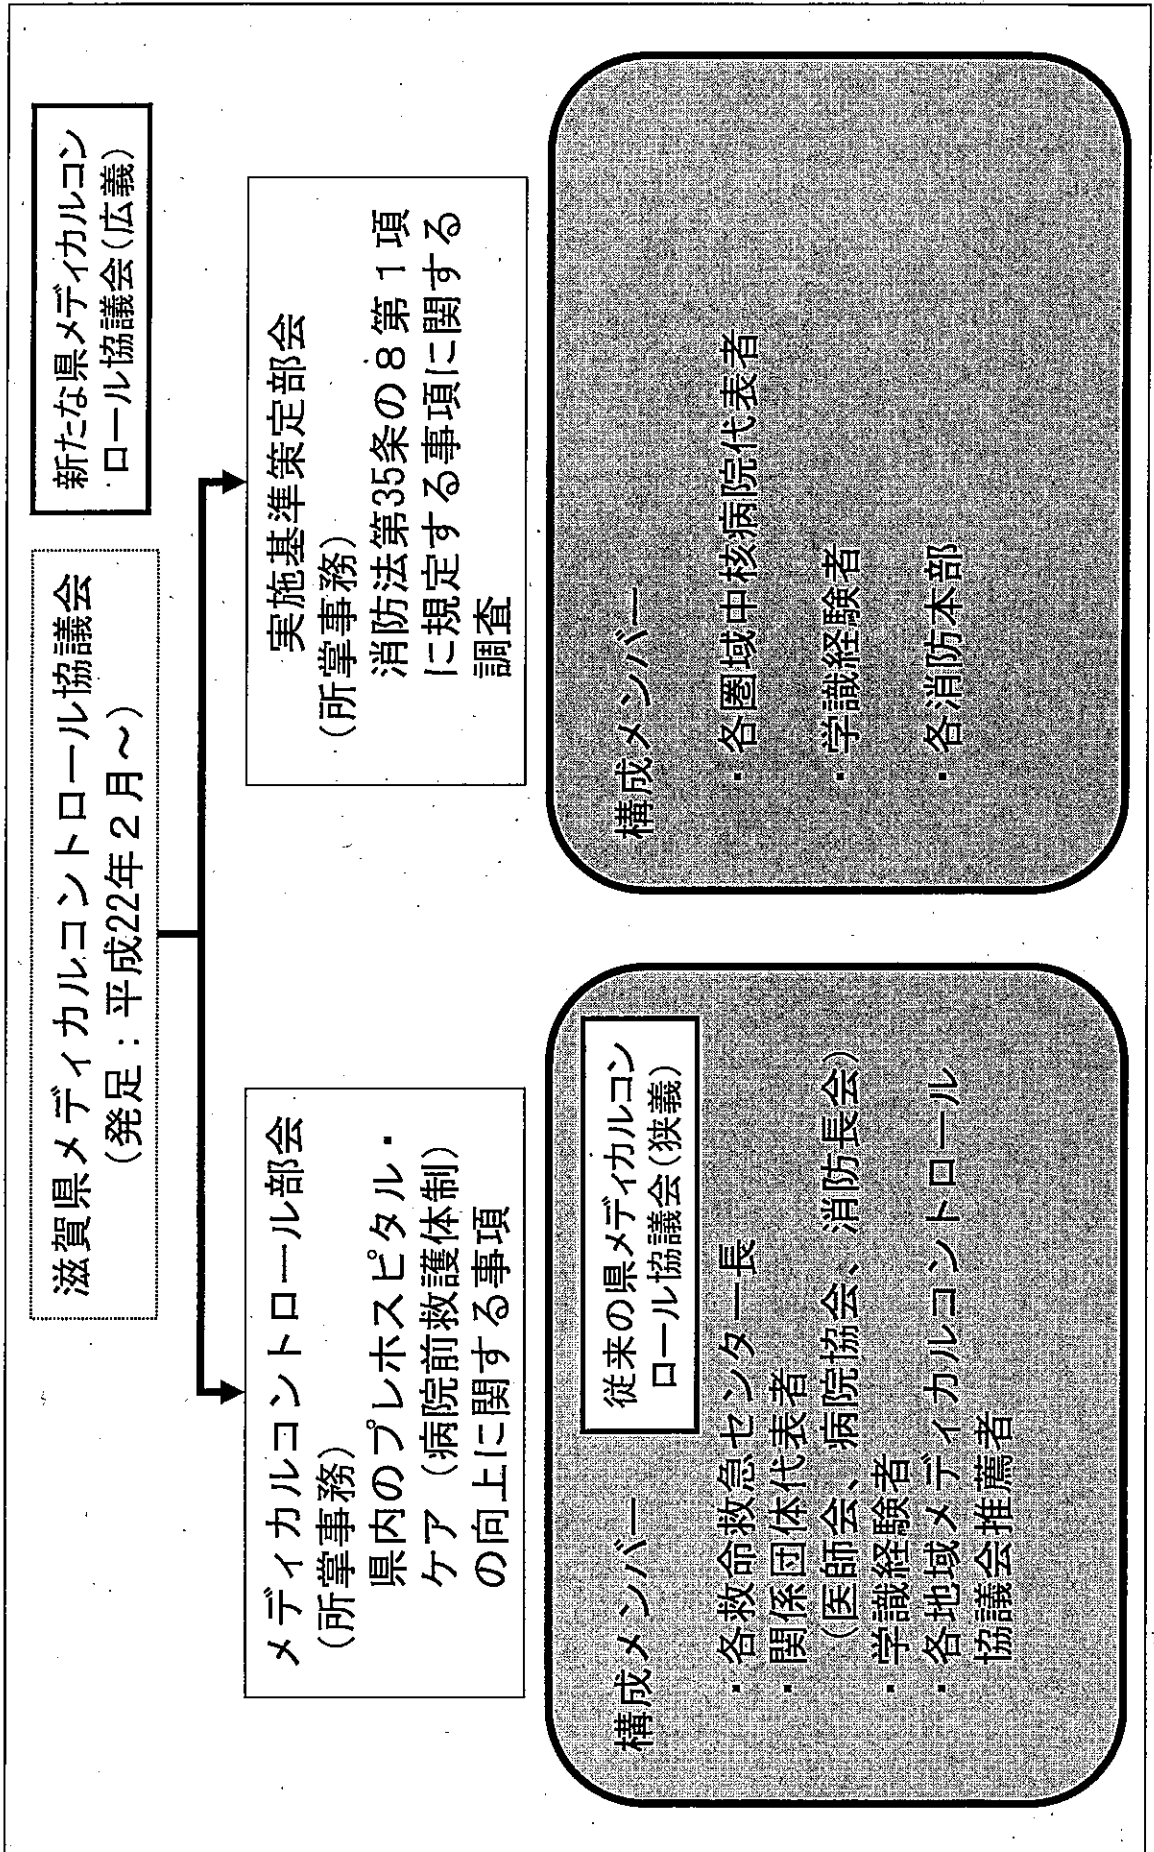 滋賀県メディカルコントロール協議会
（発足：平成22年２月～）
新たな県メディカルコント
ロール協議会（広義）
メディカルコントロール部会
（所掌事務）
県内のプレホスピタル・
ケア（病院前救護体制）
の向上に関する事項
実施基準策定部会
（所掌事務）
消防法第35条の８第１項
に規定する事項に関する
調査
従来の県メディカルコン
ロール協議会（狭義）
構成メンバー
・各救命救急センター長
・関係団体代表者
（医師会、病院協会、消防長会）
・学識経験者
・各地域メディカルコントロール
協議会推薦者
構成メンバー
・各圏域中核病院代表者
・学識経験者
・各消防本部